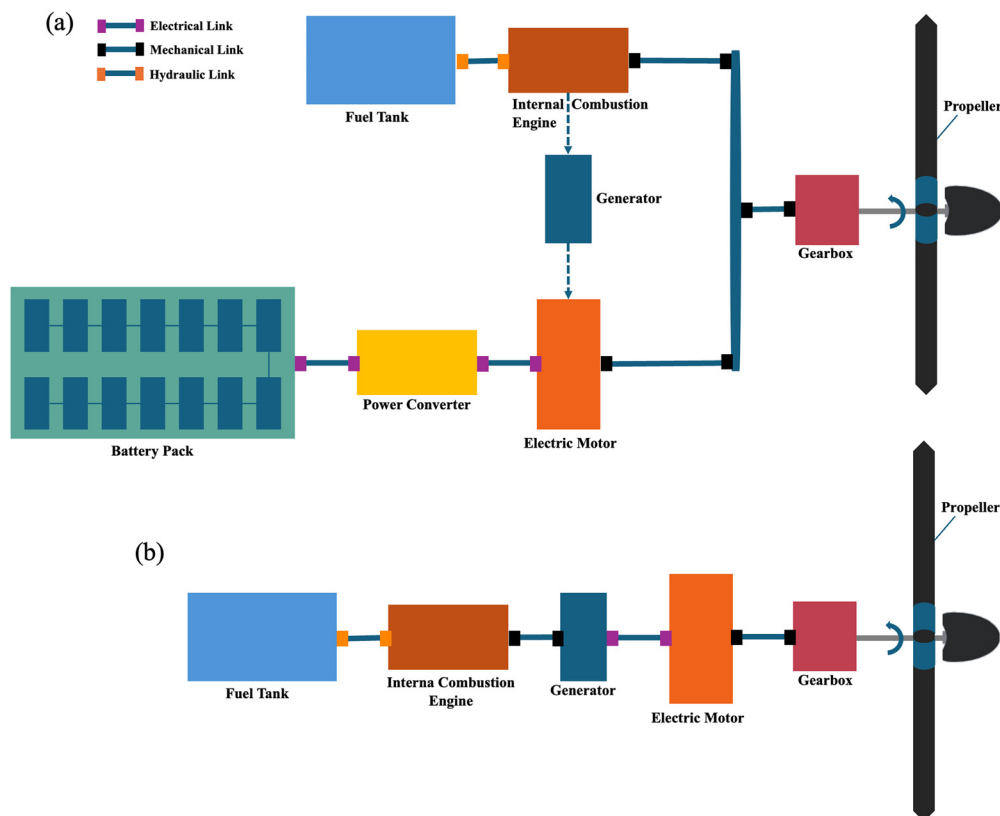 (a)
Electrical Link
Mechanical Link
Hydraulic Link
Fuel Tank
Internal Combustion
Engine
Propeller
Generator
Gearbox
Power Converter
Electric Motor
Battery Pack
(b)
Propeller
Fuel Tank
Interna Combustion
Engine
Generator
Electric Motor
Gearbox